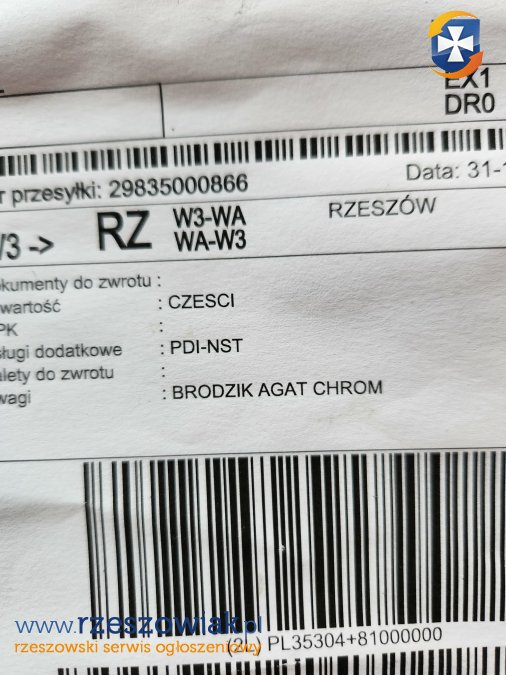 EX1
DR0
r przesyłki: 29835000866
Data: 31-1
/3 -> RZ W3-WA
WA-W3
RZESZÓW
okumenty do zwrotu :
wartość : CZESCI
PK :
sługi dodatkowe : PDI-NST
alety do zwrotu :
wagi : BRODZIK AGAT CHROM
www.rzeszowiak.pl
rzeszowski serwis ogłoszeniowy
(2L) PL35304+81000000